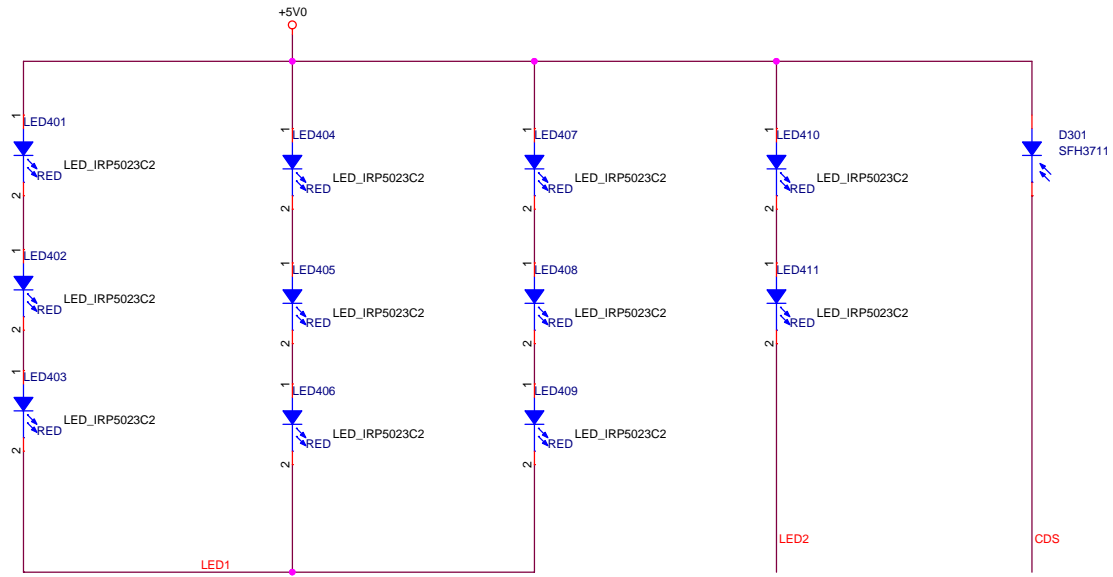 +5V0
1
LED401
LED_IRP5023C2
RED
2
1
LED404
LED_IRP5023C2
RED
2
1
LED407
LED_IRP5023C2
RED
2
1
LED410
LED_IRP5023C2
RED
2
D301
SFH3711
1
LED402
LED_IRP5023C2
RED
2
1
LED405
LED_IRP5023C2
RED
2
1
LED408
LED_IRP5023C2
RED
2
1
LED411
LED_IRP5023C2
RED
2
1
LED403
LED_IRP5023C2
RED
2
1
LED406
LED_IRP5023C2
RED
2
1
LED409
LED_IRP5023C2
RED
2
LED1
LED2
CDS